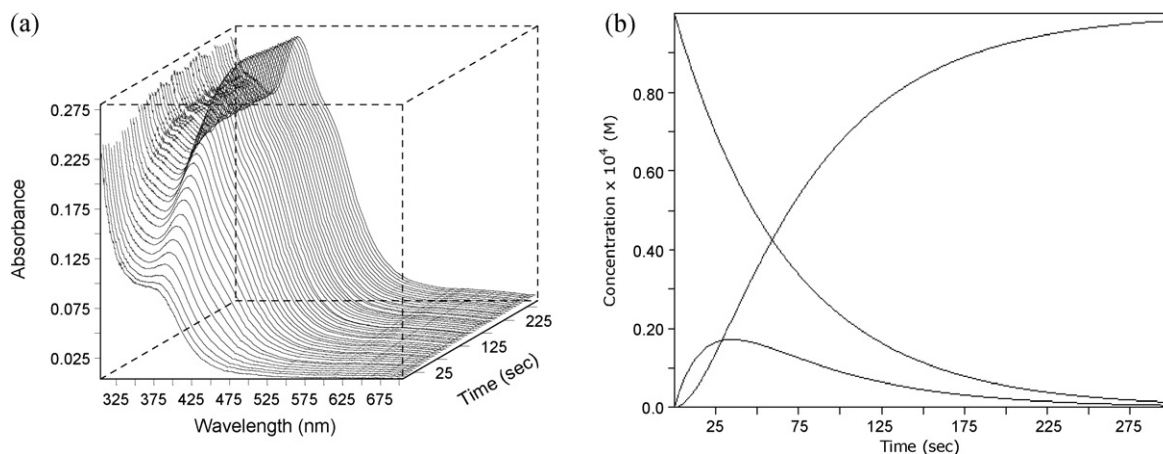 (a)
0.275
0.225
0.175
0.125
0.075
0.025
Absorbance
325 375 425 475 525 575 625 675
Wavelength (nm)
25 125 225
Time (sec)
(b)
0.80
0.60
0.40
0.20
0.0
Concentration x 10⁴ (M)
25 75 125 175 225 275
Time (sec)